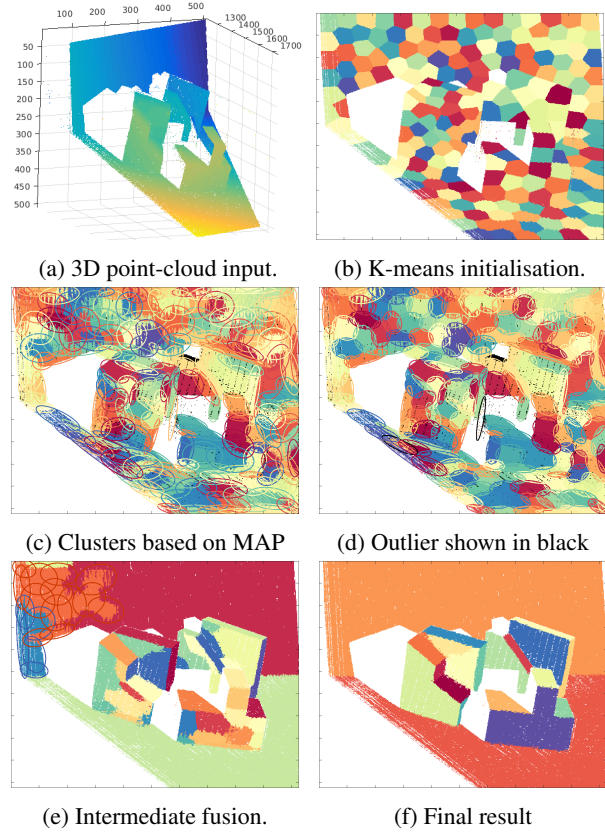 100 200 300 400 500
1300
1400
1500
1600
1700
50
100
150
200
250
300
350
400
450
500
(a) 3D point-cloud input.
(b) K-means initialisation.
(c) Clusters based on MAP
(d) Outlier shown in black
(e) Intermediate fusion.
(f) Final result